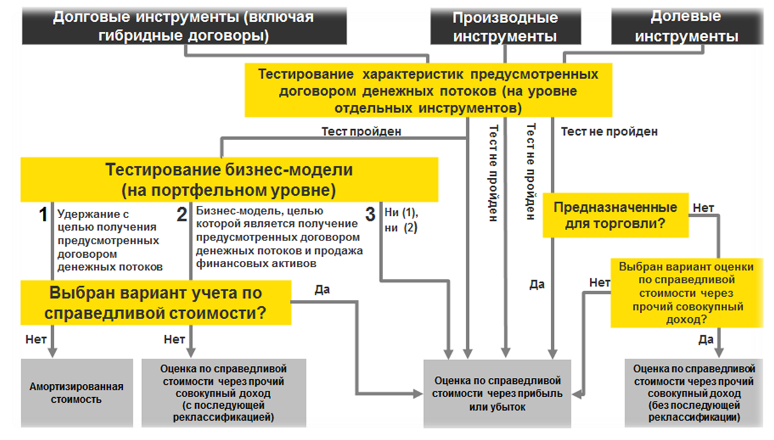 Долговые инструменты (включая
гибридные договоры)
Производные
инструменты
Долевые
инструменты
Тестирование характеристик предусмотренных
договором денежных потоков (на уровне
отдельных инструментов)
Тест пройден
Тест не пройден
Тест не пройден
Тест не пройден
Тестирование бизнес-модели
(на портфельном уровне)
1 Удержание с
целью получения
предусмотренных
договором
денежных потоков
2 Бизнес-модель, целью
которой является получение
предусмотренных договором
денежных потоков и продажа
финансовых активов
3 Ни (1),
ни (2)
Предназначенные
для торговли?
Нет
Да
Выбран вариант оценки
по справедливой
стоимости через
прочий совокупный
доход?
Нет
Да
Выбран вариант учета по
справедливой стоимости?
Да
Нет
Нет
Амортизированная
стоимость
Оценка по справедливой
стоимости через прочий
совокупный доход
(с последующей
реклассификацией)
Оценка по справедливой
стоимости через прибыль
или убыток
Оценка по справедливой
стоимости через прочий
совокупный доход
(без последующей
реклассификации)